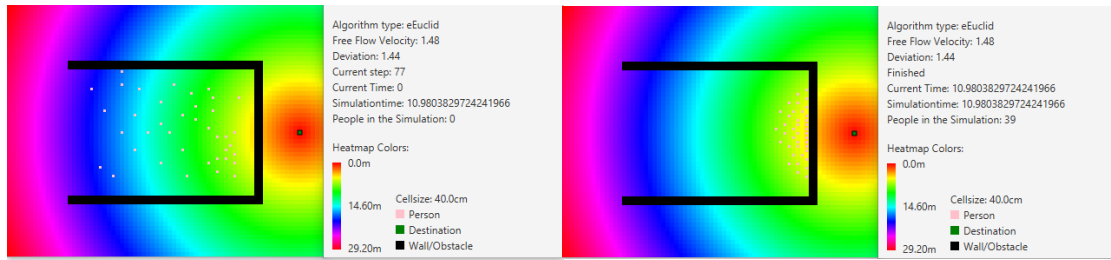 Algorithm type: eEuclid
Free Flow Velocity: 1.48
Deviation: 1.44
Current step: 77
Current Time: 0
Simulationtime: 10.9803829724241966
People in the Simulation: 0
Heatmap Colors:
0.0m
14.60m
29.20m
Cellsize: 40.0cm
Person
Destination
Wall/Obstacle
Algorithm type: eEuclid
Free Flow Velocity: 1.48
Deviation: 1.44
Finished
Current Time: 10.9803829724241966
Simulationtime: 10.9803829724241966
People in the Simulation: 39
Heatmap Colors:
0.0m
14.60m
29.20m
Cellsize: 40.0cm
Person
Destination
Wall/Obstacle